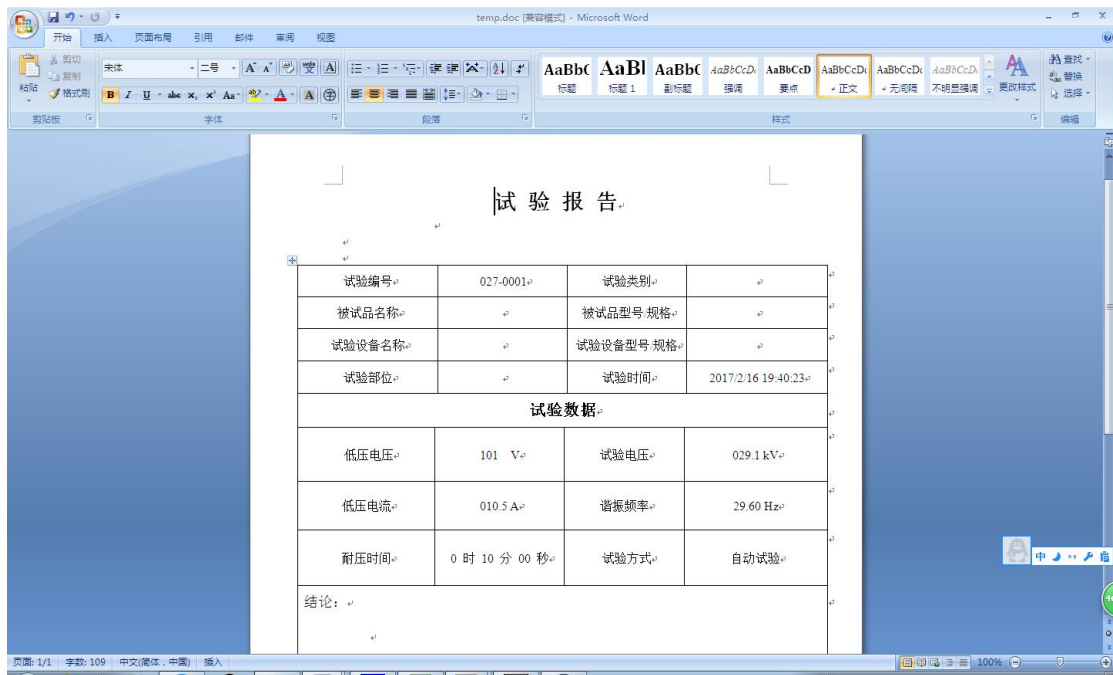 temp.doc [兼容模式] - Microsoft Word
开始 插入 页面布局 引用 邮件 审阅 视图
剪切
复制
格式刷
粘贴
宋体 二号
AaBb( AaBl AaBb( AaBbCcD. AaBbCcD AaBbCcDc AaBbCcDc AaBbCcD.
标题 标题 1 副标题 强调 要点 正文 无间隔 不明显强调
更改样式
查找
替换
选择
剪贴板 字体 段落 样式 编辑
试 验 报 告
试验编号 027-0001 试验类别
被试品名称 被试品型号/规格
试验设备名称 试验设备型号/规格
试验部位 试验时间 2017/2/16 19:40:23
试验数据
低压电压 101 V 试验电压 029.1 kV
低压电流 010.5 A 谐振频率 29.60 Hz
耐压时间 0 时 10 分 00 秒 试验方式 自动试验
结论:
中
页面: 1/1 字数: 109 中文(简体，中国) 插入 100%